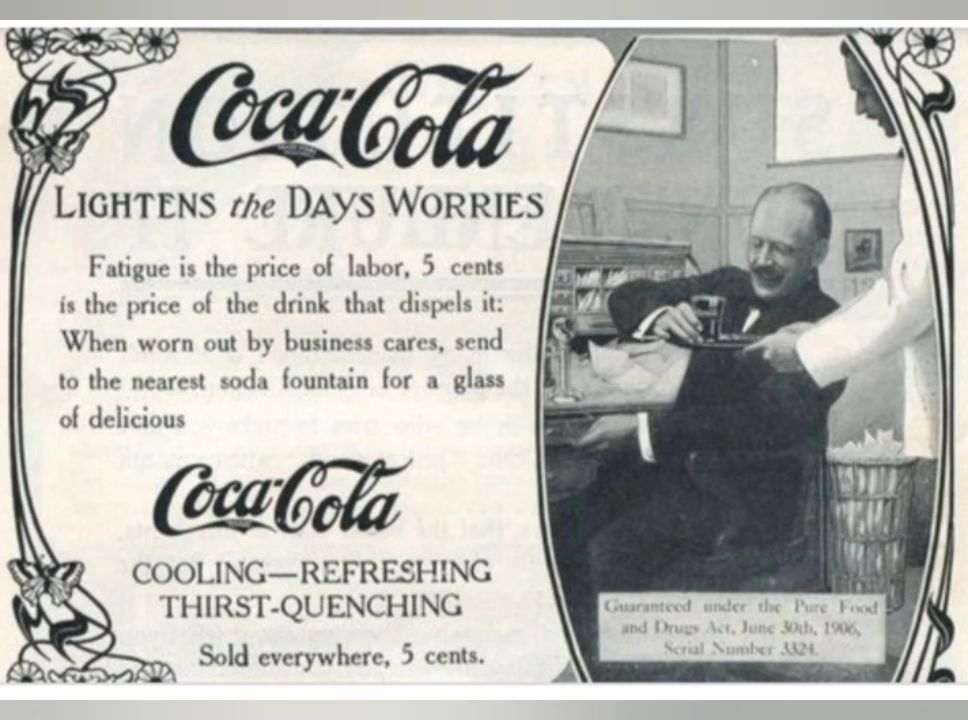 Coca-Cola
LIGHTENS the DAYS WORRIES
Fatigue is the price of labor, 5 cents
is the price of the drink that dispels it:
When worn out by business cares, send
to the nearest soda fountain for a glass
of delicious
Coca-Cola
COOLING—REFRESHING
THIRST-QUENCHING
Sold everywhere, 5 cents.
Guaranteed under the Pure Food
and Drugs Act, June 30th, 1906,
Serial Number 3324.